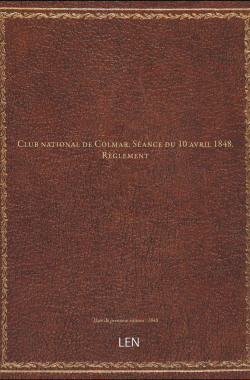 Club national de Colmar. Séance du 10 avril 1848.
Règlement
Date de première édition : 1848
LEN